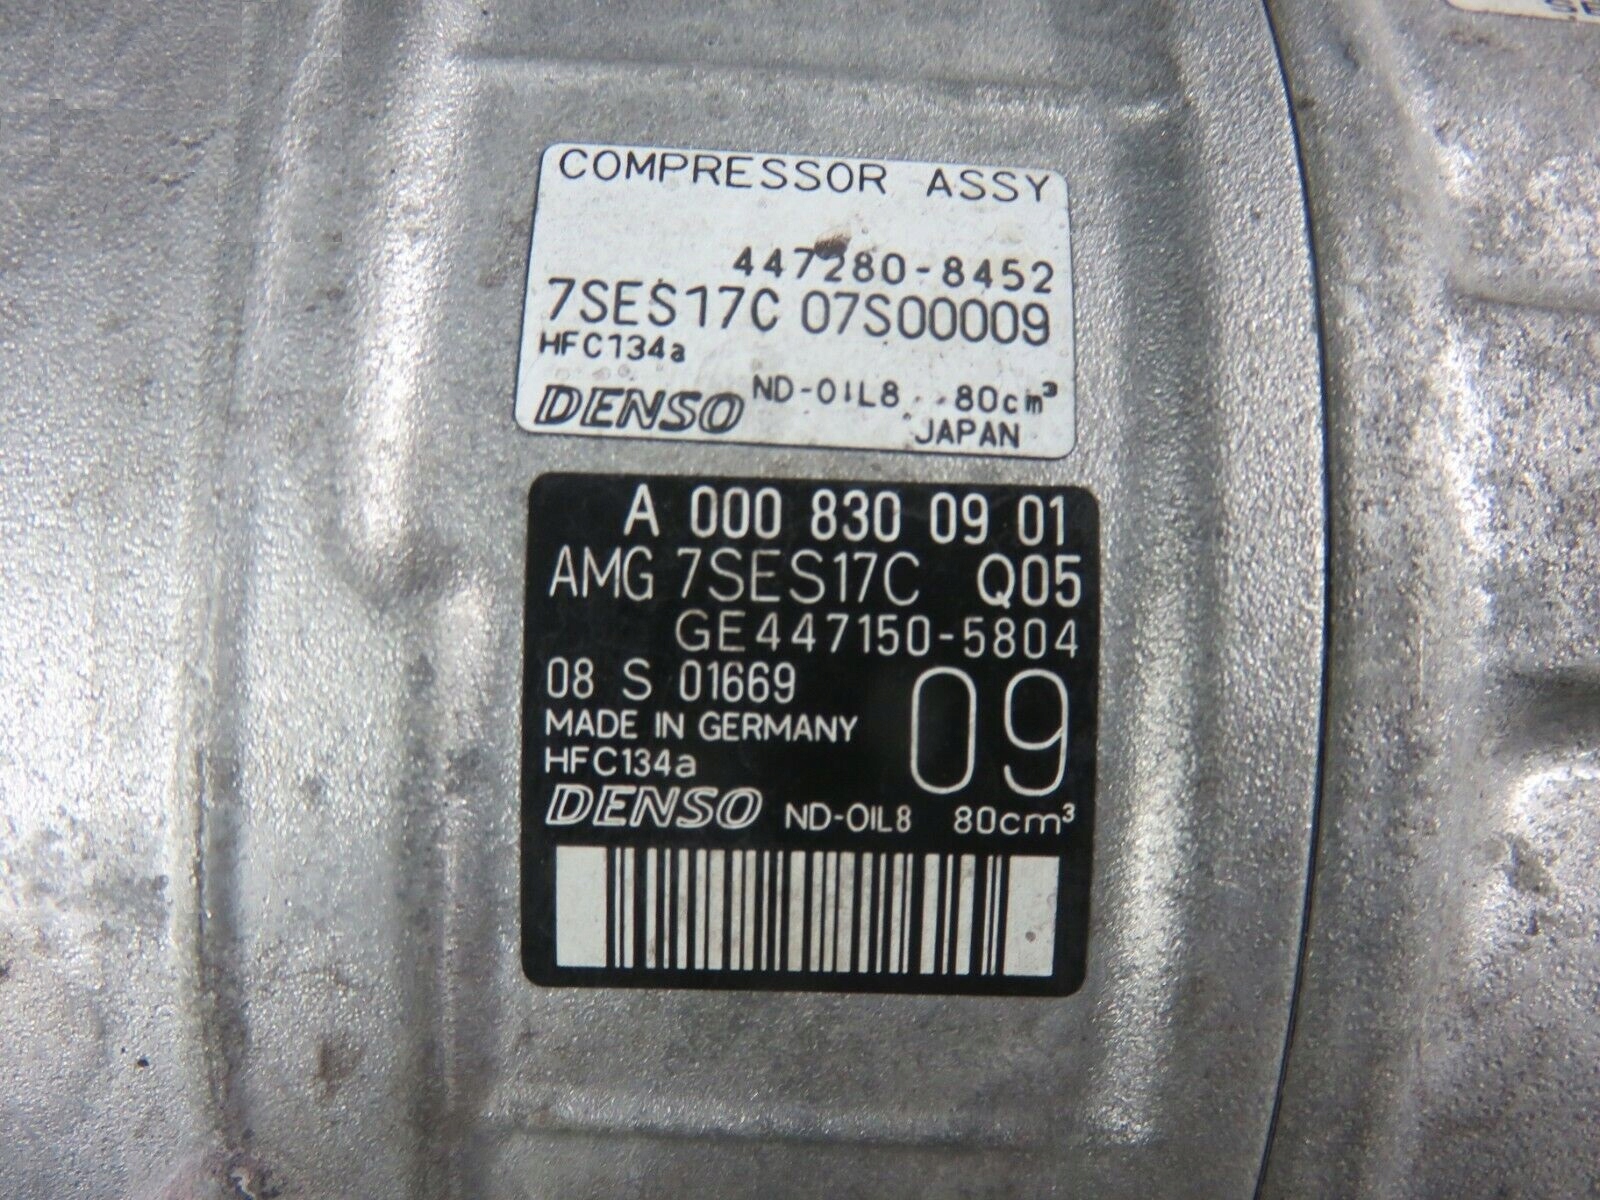 COMPRESSOR ASSY
447280-8452
7SES17C 07S00009
HFC134a
DENSO ND-OIL8 80cm³
JAPAN
A 000 830 09 01
AMG 7SES17C Q05
GE447150-5804
08 S 01669 09
MADE IN GERMANY
HFC134a
DENSO ND-OIL8 80cm³